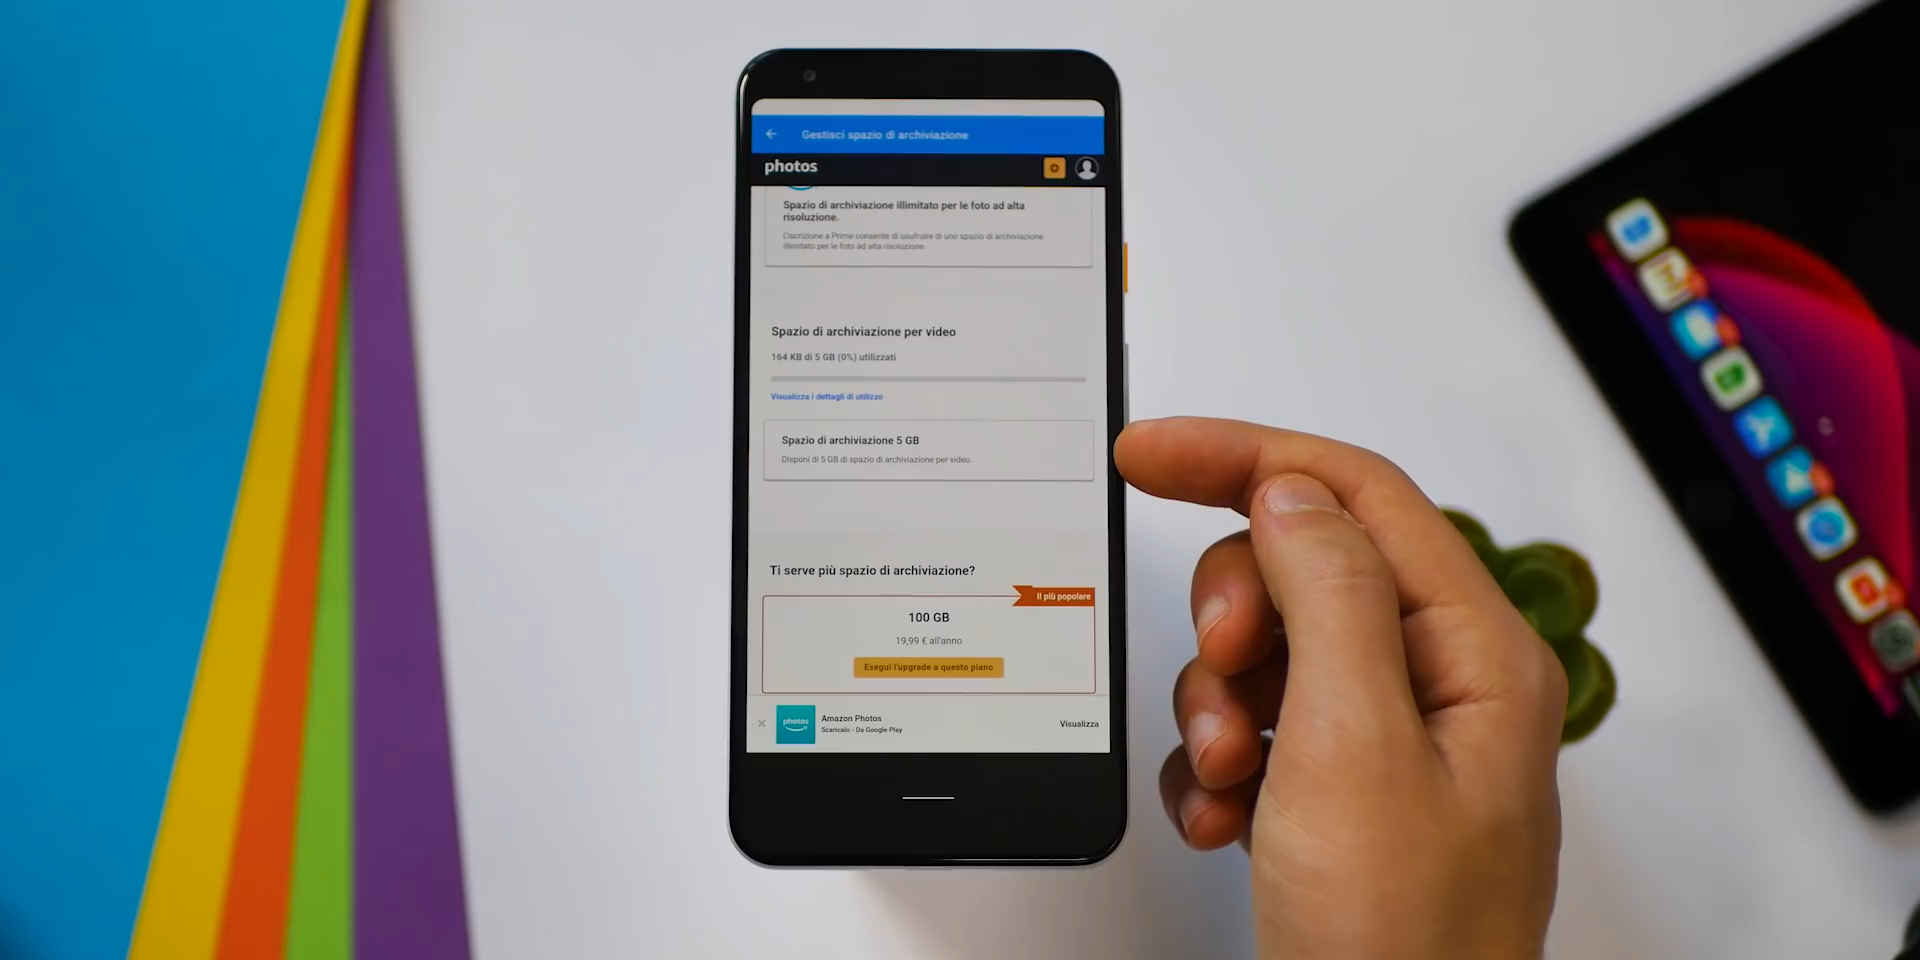 Gestisci spazio di archiviazione
photos
Spazio di archiviazione illimitato per le foto ad alta
risoluzione.
L'iscrizione a Prime consente di usufruire di uno spazio di archiviazione
illimitato per le foto ad alta risoluzione.
Spazio di archiviazione per video
164 KB di 5 GB (0%) utilizzati
Visualizza i dettagli di utilizzo
Spazio di archiviazione 5 GB
Disponi di 5 GB di spazio di archiviazione per video.
Ti serve più spazio di archiviazione?
Il più popolare
100 GB
19,99 € all'anno
Esegui l'upgrade a questo piano
photos
Amazon Photos
Scaricalo - Da Google Play
Visualizza